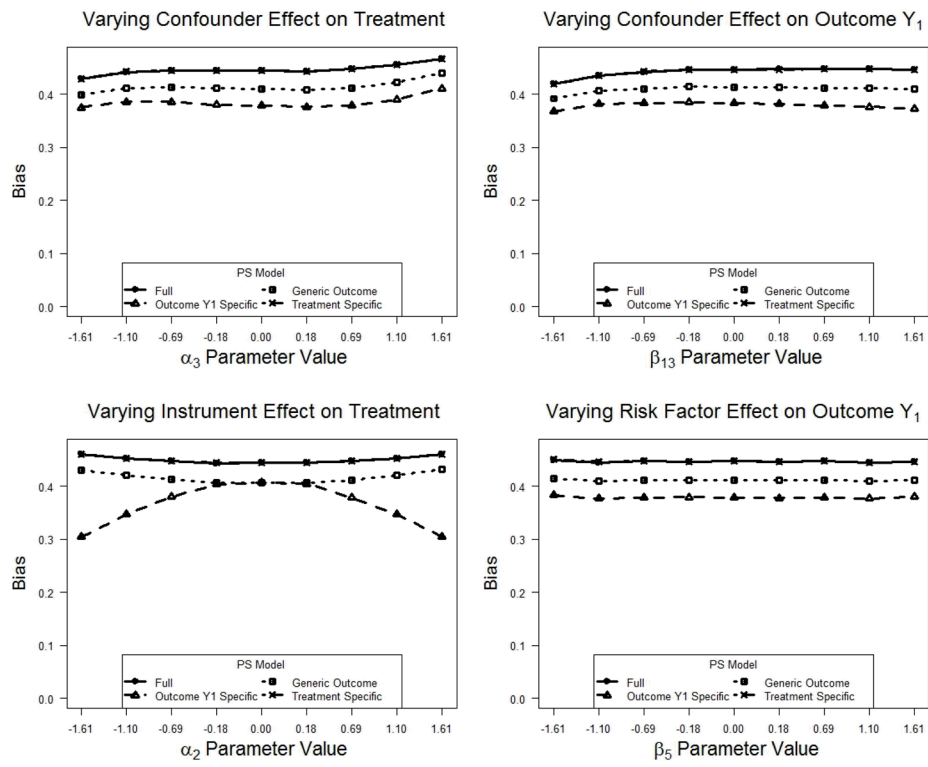 Varying Confounder Effect on Treatment
Bias
0.4
0.3
0.2
0.1
0.0
PS Model
Full
Generic Outcome
Outcome Y1 Specific
Treatment Specific
-1.61 -1.10 -0.69 -0.18 0.00 0.18 0.69 1.10 1.61
α₃ Parameter Value
Varying Confounder Effect on Outcome Y₁
Bias
0.4
0.3
0.2
0.1
0.0
PS Model
Full
Generic Outcome
Outcome Y1 Specific
Treatment Specific
-1.61 -1.10 -0.69 -0.18 0.00 0.18 0.69 1.10 1.61
β₁₃ Parameter Value
Varying Instrument Effect on Treatment
Bias
0.4
0.3
0.2
0.1
0.0
PS Model
Full
Generic Outcome
Outcome Y1 Specific
Treatment Specific
-1.61 -1.10 -0.69 -0.18 0.00 0.18 0.69 1.10 1.61
α₂ Parameter Value
Varying Risk Factor Effect on Outcome Y₁
Bias
0.4
0.3
0.2
0.1
0.0
PS Model
Full
Generic Outcome
Outcome Y1 Specific
Treatment Specific
-1.61 -1.10 -0.69 -0.18 0.00 0.18 0.69 1.10 1.61
β₅ Parameter Value